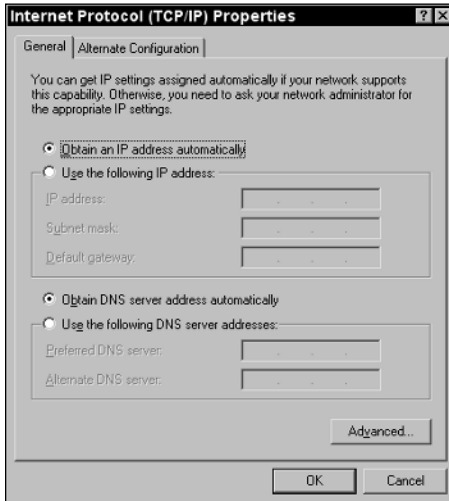 Internet Protocol (TCP/IP) Properties
General
Alternate Configuration
You can get IP settings assigned automatically if your network supports
this capability. Otherwise, you need to ask your network administrator for
the appropriate IP settings.
Obtain an IP address automatically
Use the following IP address:
IP address:
Subnet mask:
Default gateway:
Obtain DNS server address automatically
Use the following DNS server addresses:
Preferred DNS server:
Alternate DNS server:
Advanced...
OK
Cancel